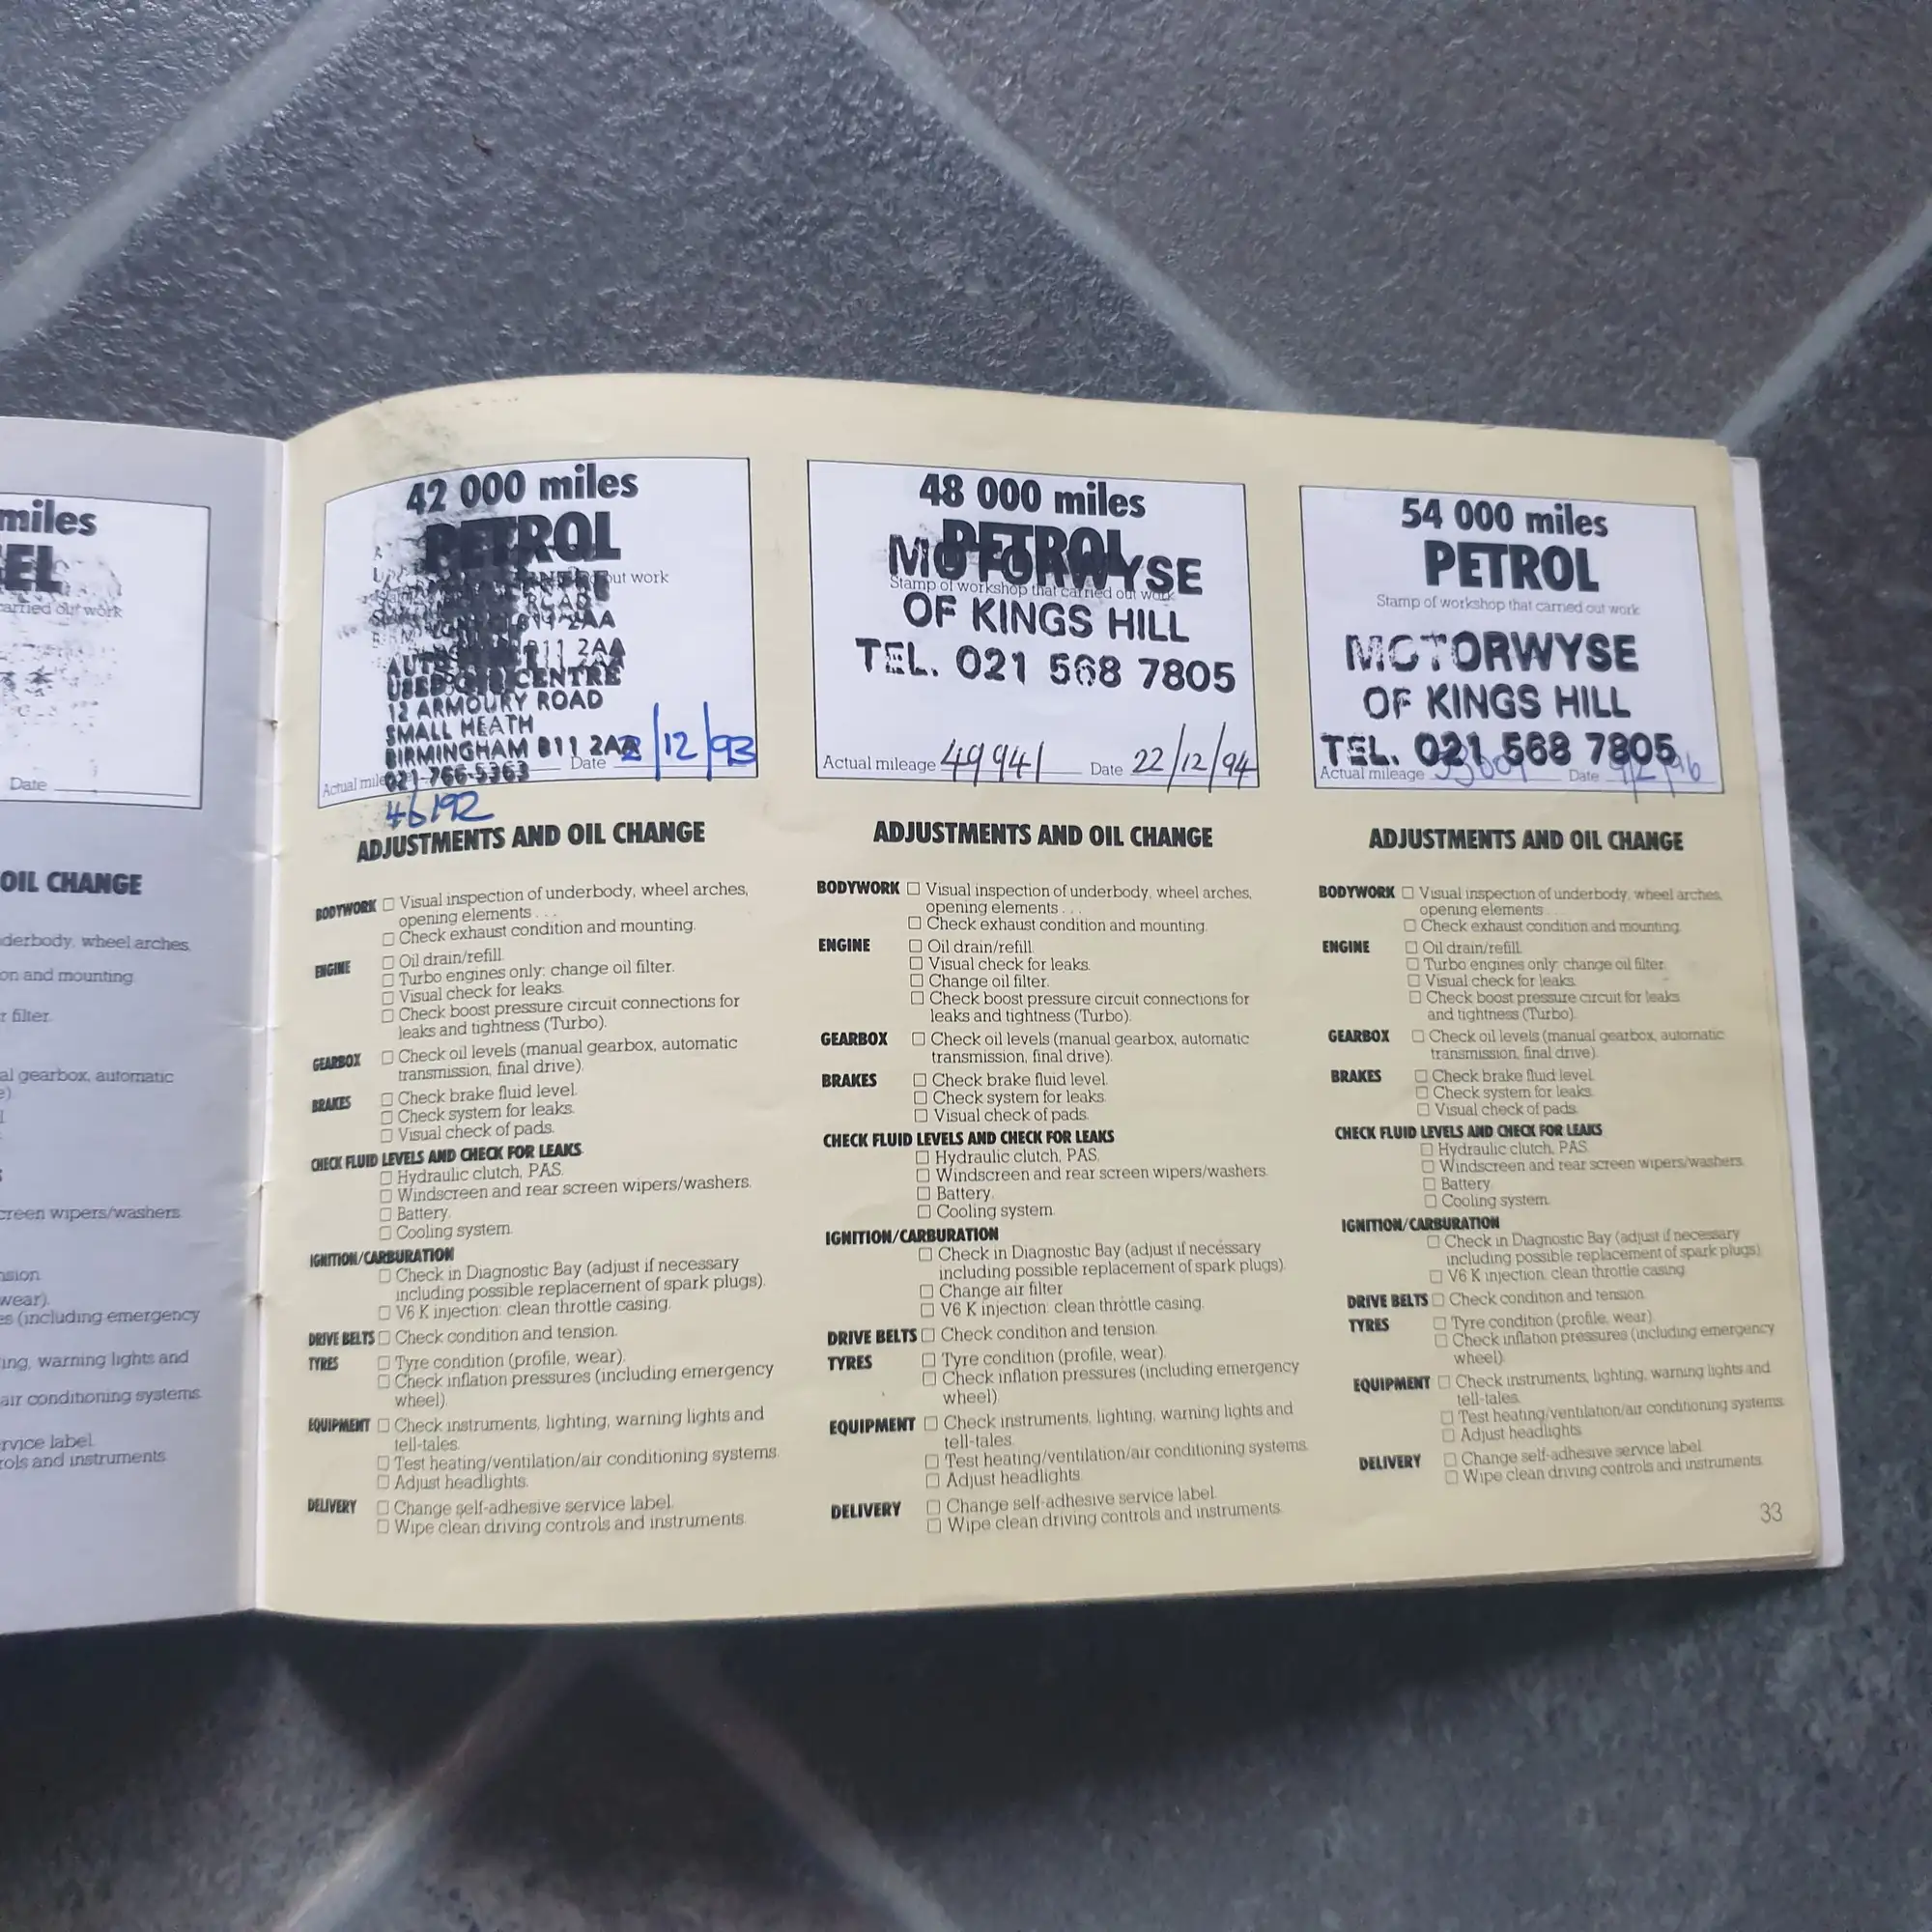 miles
EL
carried out work
Date
OIL CHANGE
derbody, wheel arches,
on and mounting.
r filter.
al gearbox, automatic
creen wipers/washers.
nsion.
wear).
es (including emergency
ing, warning lights and
air conditioning systems.
rvice label.
rols and instruments.
42 000 miles
PETROL
out work
B11 2AA
B11 2AA
USED CENTRE
12 ARMOURY ROAD
SMALL HEATH
BIRMINGHAM B11 2AA
021-766-5363
Actual mile
Date 2/12/93
46192
ADJUSTMENTS AND OIL CHANGE
BODYWORK □ Visual inspection of underbody, wheel arches,
opening elements . . .
□ Check exhaust condition and mounting.
ENGINE □ Oil drain/refill.
□ Turbo engines only: change oil filter.
□ Visual check for leaks.
□ Check boost pressure circuit connections for
leaks and tightness (Turbo).
GEARBOX □ Check oil levels (manual gearbox, automatic
transmission, final drive).
BRAKES □ Check brake fluid level.
□ Check system for leaks.
□ Visual check of pads.
CHECK FLUID LEVELS AND CHECK FOR LEAKS
□ Hydraulic clutch, PAS.
□ Windscreen and rear screen wipers/washers.
□ Battery.
□ Cooling system.
IGNITION/CARBURATION
□ Check in Diagnostic Bay (adjust if necessary
including possible replacement of spark plugs).
□ V6 K injection: clean throttle casing.
DRIVE BELTS □ Check condition and tension.
TYRES □ Tyre condition (profile, wear).
□ Check inflation pressures (including emergency
wheel).
EQUIPMENT □ Check instruments, lighting, warning lights and
tell-tales.
□ Test heating/ventilation/air conditioning systems.
□ Adjust headlights.
DELIVERY □ Change self-adhesive service label.
□ Wipe clean driving controls and instruments.
48 000 miles
PETROL
MOTORWYSE
Stamp of workshop that carried out work
OF KINGS HILL
TEL. 021 568 7805
Actual mileage 49941 Date 22/12/94
ADJUSTMENTS AND OIL CHANGE
BODYWORK □ Visual inspection of underbody, wheel arches,
opening elements . . .
□ Check exhaust condition and mounting.
ENGINE □ Oil drain/refill.
□ Visual check for leaks.
□ Change oil filter.
□ Check boost pressure circuit connections for
leaks and tightness (Turbo).
GEARBOX □ Check oil levels (manual gearbox, automatic
transmission, final drive).
BRAKES □ Check brake fluid level.
□ Check system for leaks.
□ Visual check of pads.
CHECK FLUID LEVELS AND CHECK FOR LEAKS
□ Hydraulic clutch, PAS.
□ Windscreen and rear screen wipers/washers.
□ Battery.
□ Cooling system.
IGNITION/CARBURATION
□ Check in Diagnostic Bay (adjust if necessary
including possible replacement of spark plugs).
□ Change air filter
□ V6 K injection: clean throttle casing.
DRIVE BELTS □ Check condition and tension.
TYRES □ Tyre condition (profile, wear).
□ Check inflation pressures (including emergency
wheel).
EQUIPMENT □ Check instruments, lighting, warning lights and
tell-tales.
□ Test heating/ventilation/air conditioning systems.
□ Adjust headlights.
DELIVERY □ Change self-adhesive service label.
□ Wipe clean driving controls and instruments.
54 000 miles
PETROL
Stamp of workshop that carried out work
MOTORWYSE
OF KINGS HILL
TEL. 021 568 7805
Actual mileage Date
ADJUSTMENTS AND OIL CHANGE
BODYWORK □ Visual inspection of underbody, wheel arches,
opening elements
□ Check exhaust condition and mounting.
ENGINE □ Oil drain/refill.
□ Turbo engines only: change oil filter.
□ Visual check for leaks.
□ Check boost pressure circuit for leaks
and tightness (Turbo).
GEARBOX □ Check oil levels (manual gearbox, automatic
transmission, final drive).
BRAKES □ Check brake fluid level.
□ Check system for leaks.
□ Visual check of pads.
CHECK FLUID LEVELS AND CHECK FOR LEAKS
□ Hydraulic clutch, PAS.
□ Windscreen and rear screen wipers/washers.
□ Battery.
□ Cooling system.
IGNITION/CARBURATION
□ Check in Diagnostic Bay (adjust if necessary
including possible replacement of spark plugs).
□ V6 K injection: clean throttle casing.
DRIVE BELTS □ Check condition and tension.
TYRES □ Tyre condition (profile, wear).
□ Check inflation pressures (including emergency
wheel).
EQUIPMENT □ Check instruments, lighting, warning lights and
tell-tales.
□ Test heating/ventilation/air conditioning systems.
□ Adjust headlights.
DELIVERY □ Change self-adhesive service label.
□ Wipe clean driving controls and instruments.
33